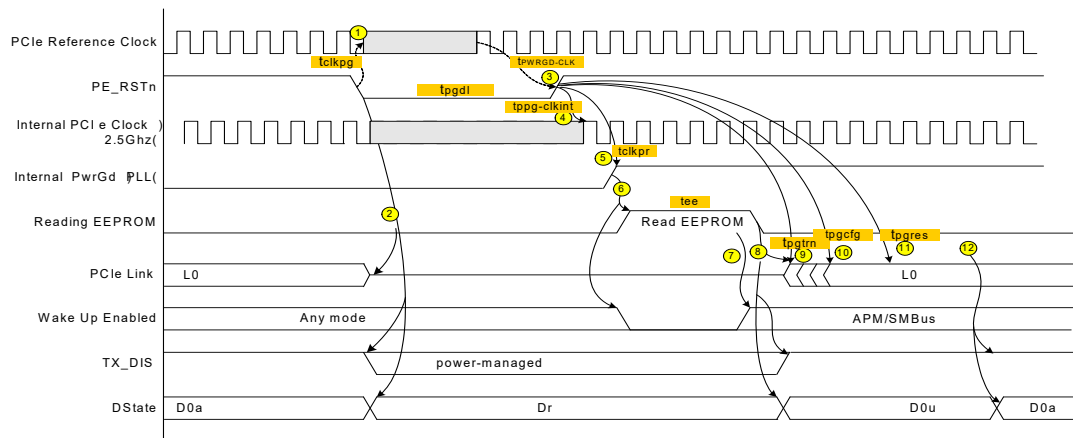 PCIe Reference Clock
1
tclkpg
tPWRGD-CLK
PE_RSTn
3
tpgdl
tppg-clkint
4
Internal PCI e Clock )
2.5Ghz(
5
tclkpr
Internal PwrGd )PLL(
6
tee
Reading EEPROM
2
Read EEPROM
tpgtrn
tpgcfg
tpgres
7
8
9
10
11
12
PCIe Link
L0
L0
Wake Up Enabled
Any mode
APM/SMBus
TX_DIS
power-managed
DState
D0a
Dr
D0u
D0a